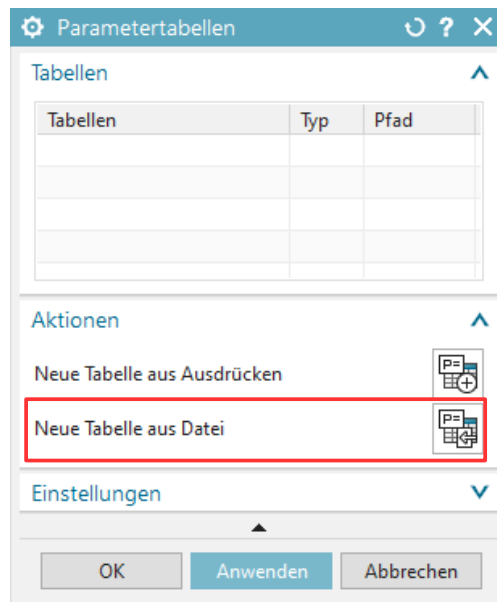 Parametertabellen ?
Tabellen
Tabellen Typ Pfad
Aktionen
Neue Tabelle aus Ausdrücken P=
Neue Tabelle aus Datei P=
Einstellungen
OK Anwenden Abbrechen